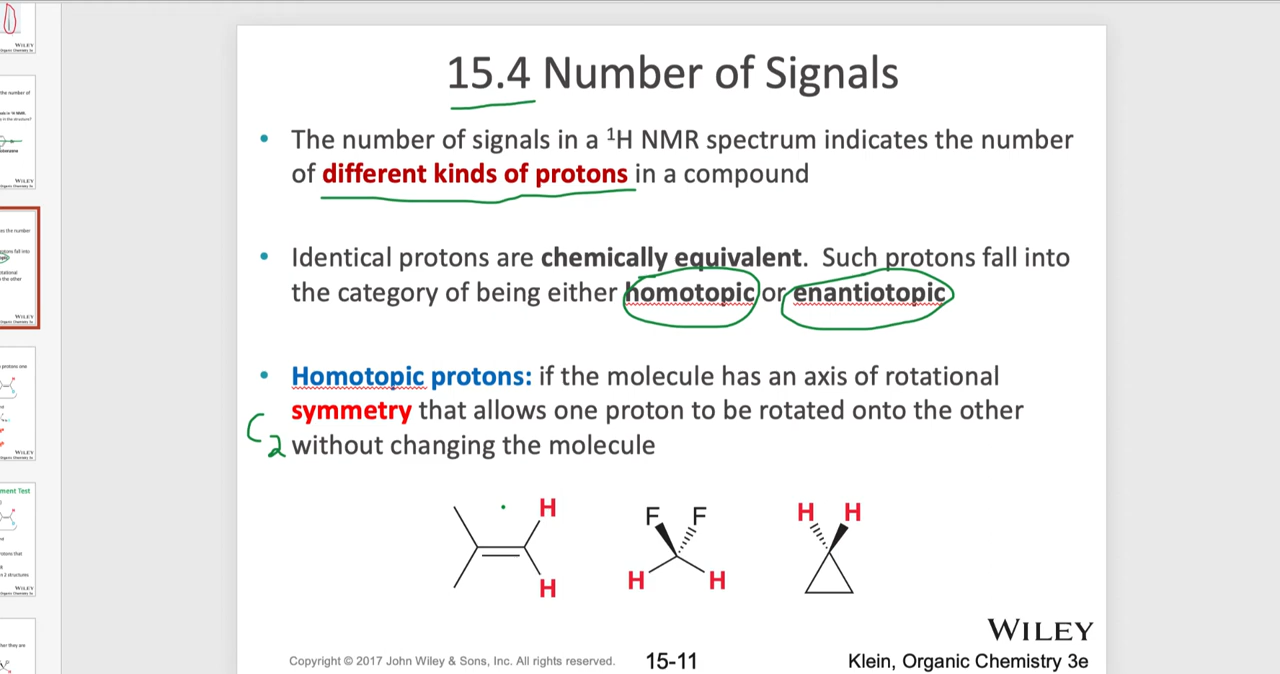 15.4 Number of Signals
• The number of signals in a ¹H NMR spectrum indicates the number
of different kinds of protons in a compound
• Identical protons are chemically equivalent. Such protons fall into
the category of being either homotopic or enantiotopic
• Homotopic protons: if the molecule has an axis of rotational
symmetry that allows one proton to be rotated onto the other
C2 without changing the molecule
H F F H H
H H H
WILEY
Copyright © 2017 John Wiley & Sons, Inc. All rights reserved. 15-11 Klein, Organic Chemistry 3e